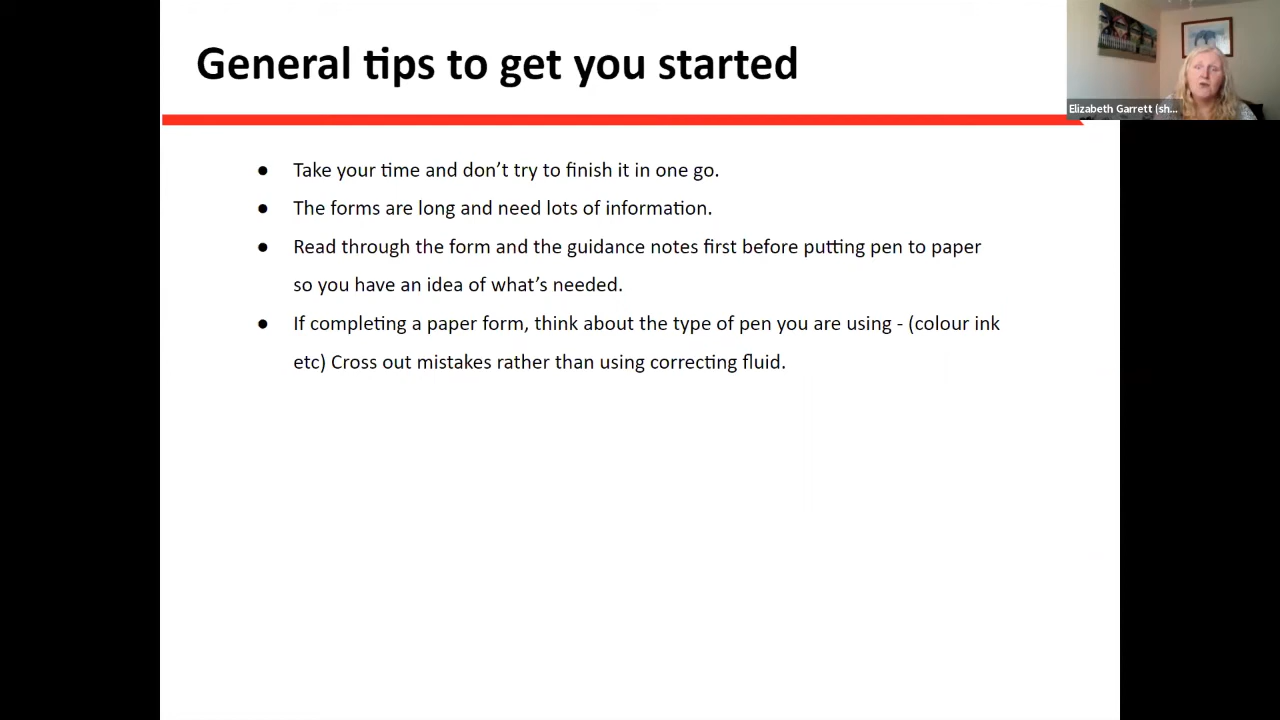 General tips to get you started
Elizabeth Garrett (sh...
● Take your time and don’t try to finish it in one go.
● The forms are long and need lots of information.
● Read through the form and the guidance notes first before putting pen to paper
so you have an idea of what’s needed.
● If completing a paper form, think about the type of pen you are using - (colour ink
etc) Cross out mistakes rather than using correcting fluid.